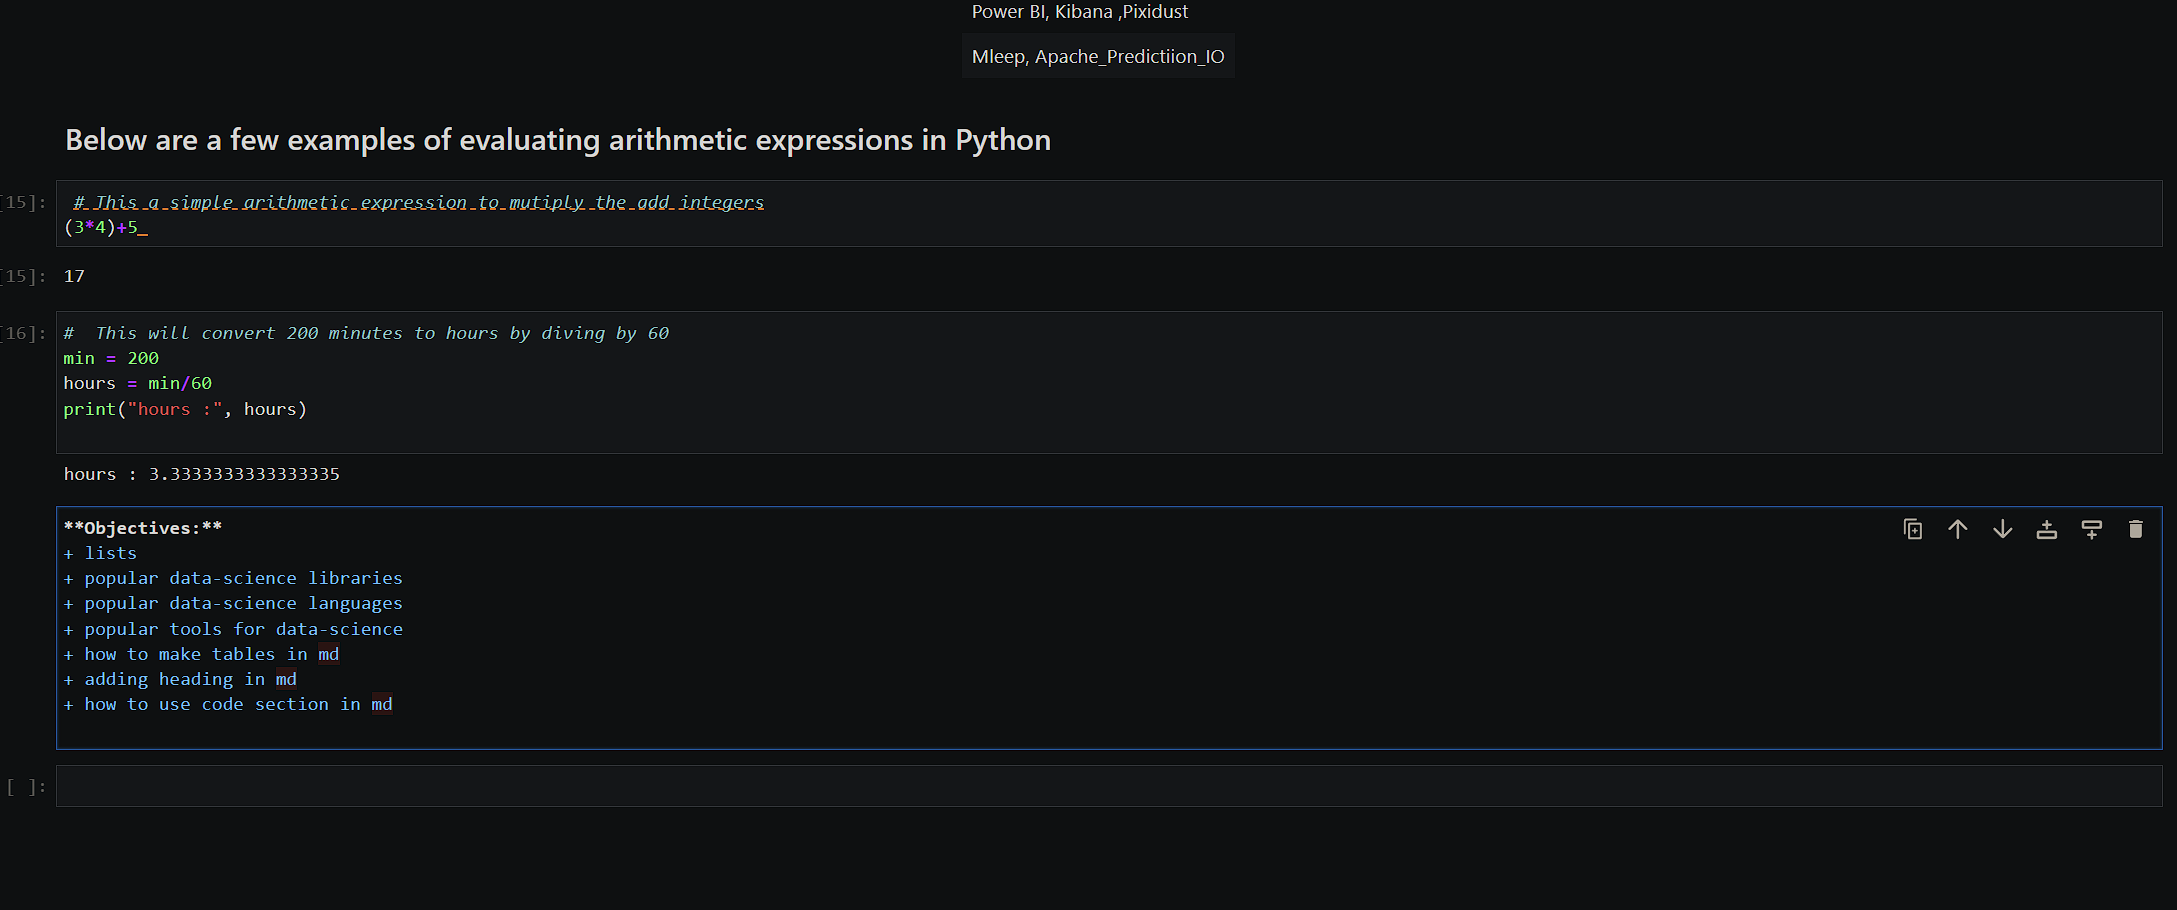 Power BI, Kibana ,Pixidust
Mleep, Apache_Predictiion_IO
Below are a few examples of evaluating arithmetic expressions in Python
[15]: # This a simple arithmetic expression to mutiply the add integers
(3*4)+5
[15]: 17
[16]: #  This will convert 200 minutes to hours by diving by 60
min = 200
hours = min/60
print("hours :", hours)
hours : 3.3333333333333335
**Objectives:**
+ lists
+ popular data-science libraries
+ popular data-science languages
+ popular tools for data-science
+ how to make tables in md
+ adding heading in md
+ how to use code section in md
[ ]: